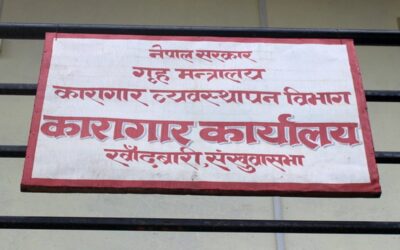 नेपाल सरकार
गृह मन्त्रालय
कारागार व्यवस्थापन विभाग
कारागार कार्यालय
खाँदबारी, संखुवासभा